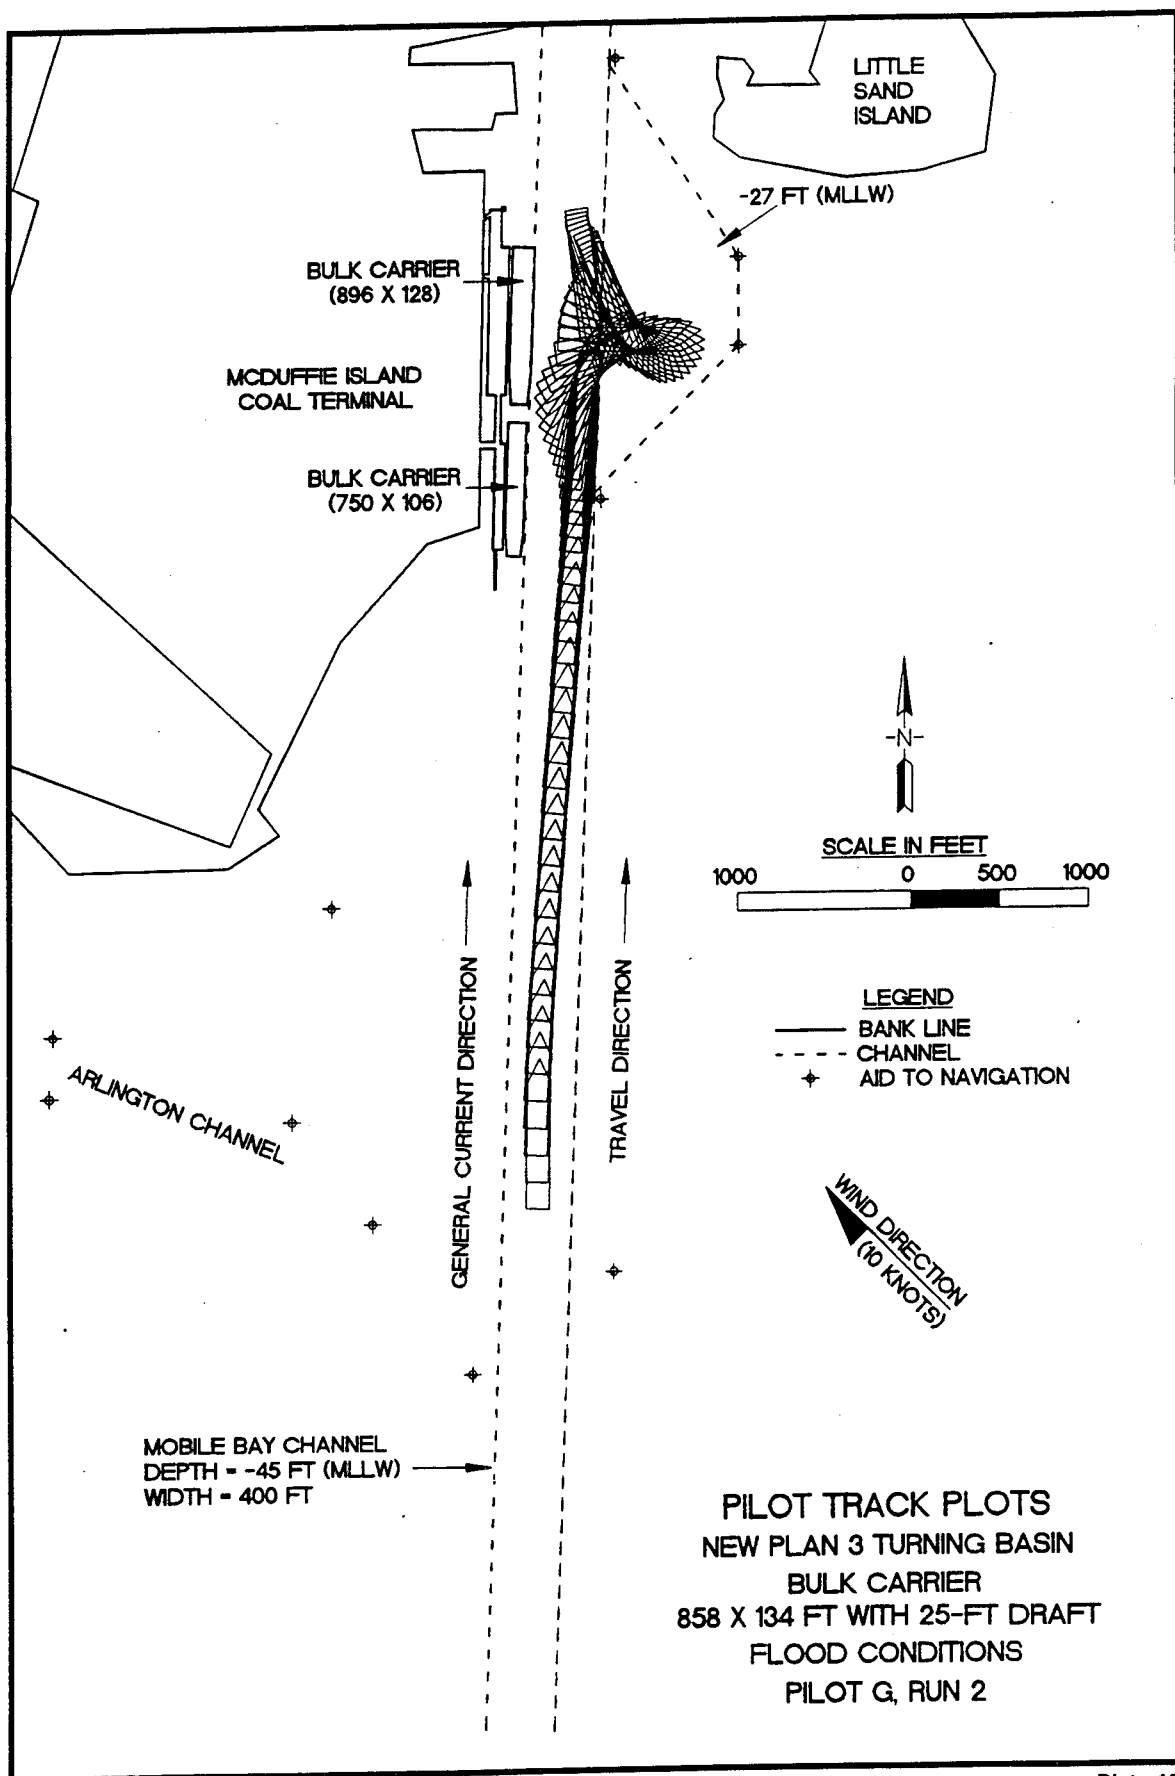 LITTLE
SAND
ISLAND
-27 FT (MLLW)
BULK CARRIER
(896 X 128)
MCDUFFIE ISLAND
COAL TERMINAL
BULK CARRIER
(750 X 106)
-N-
SCALE IN FEET
1000 0 500 1000
GENERAL CURRENT DIRECTION
TRAVEL DIRECTION
LEGEND
BANK LINE
CHANNEL
AID TO NAVIGATION
ARLINGTON CHANNEL
WIND DIRECTION
(10 KNOTS)
MOBILE BAY CHANNEL
DEPTH = -45 FT (MLLW)
WIDTH = 400 FT
PILOT TRACK PLOTS
NEW PLAN 3 TURNING BASIN
BULK CARRIER
858 X 134 FT WITH 25-FT DRAFT
FLOOD CONDITIONS
PILOT G, RUN 2